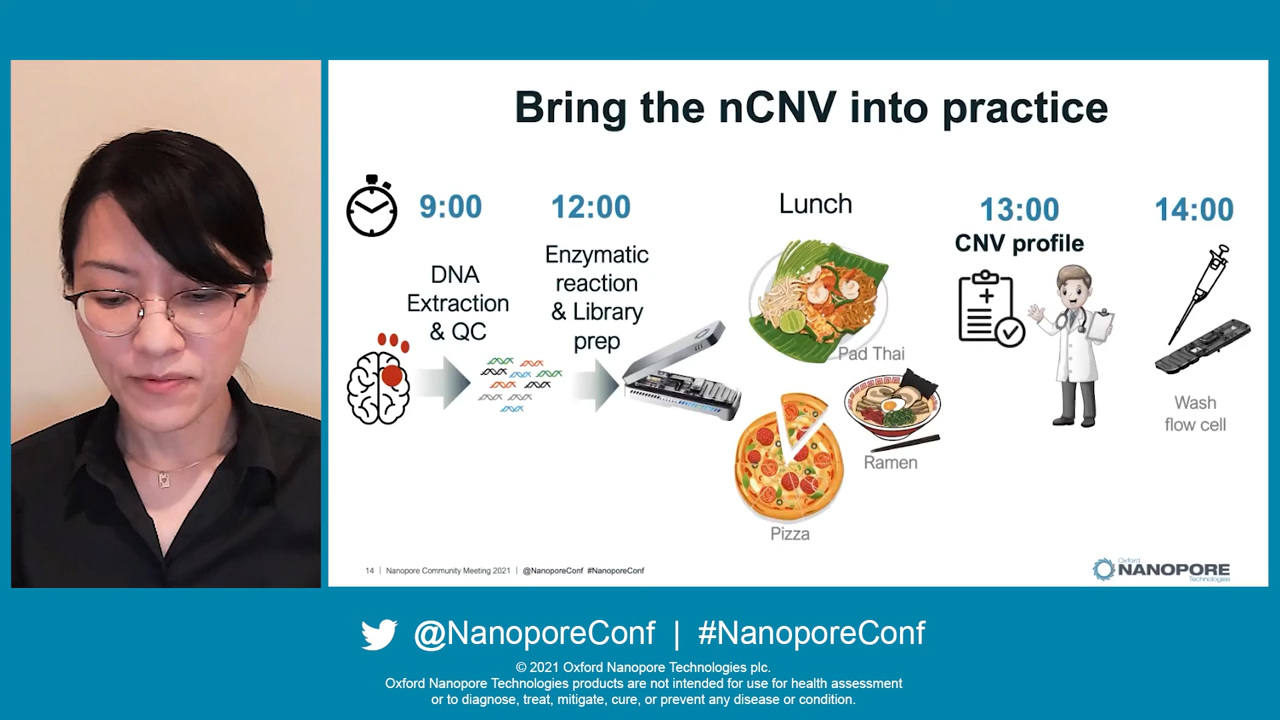 Bring the nCNV into practice
9:00
DNA
Extraction
& QC
12:00
Enzymatic
reaction
& Library
prep
Lunch
Pad Thai
Ramen
Pizza
13:00
CNV profile
14:00
Wash
flow cell
14 | Nanopore Community Meeting 2021 | @NanoporeConf #NanoporeConf
Oxford
NANOPORE
Technologies
@NanoporeConf | #NanoporeConf
© 2021 Oxford Nanopore Technologies plc.
Oxford Nanopore Technologies products are not intended for use for health assessment
or to diagnose, treat, mitigate, cure, or prevent any disease or condition.